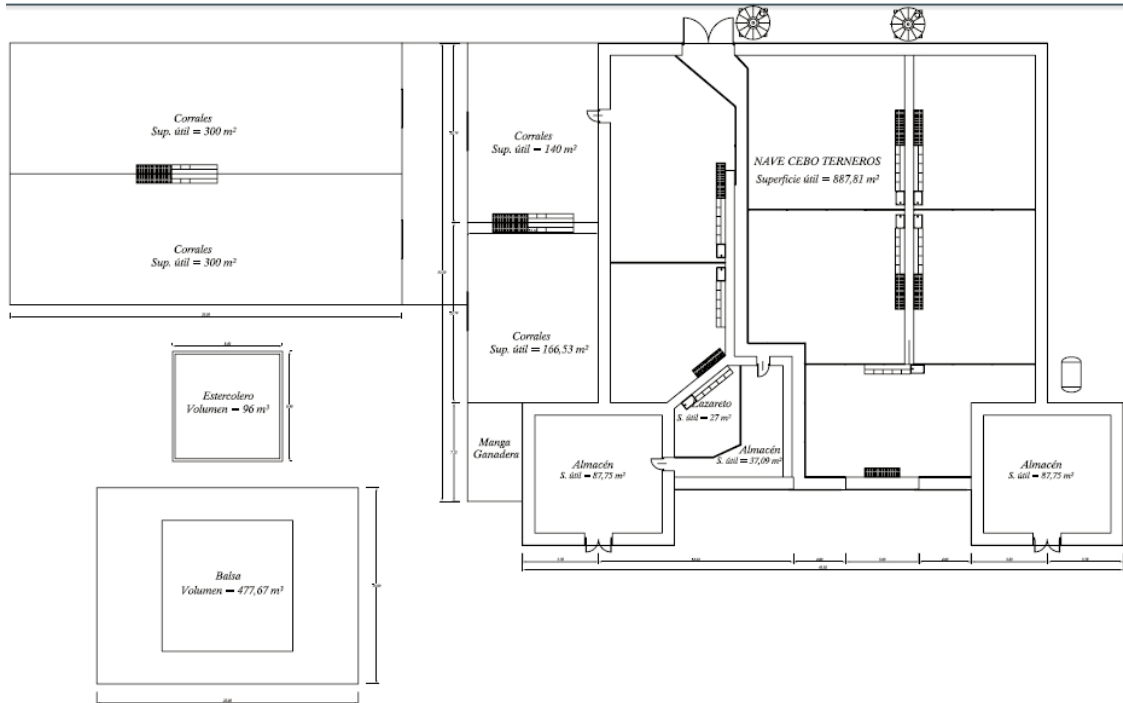 Corrales
Sup. útil = 300 m²
Corrales
Sup. útil = 140 m²
NAVE CEBO TERNEROS
Superficie útil = 887,81 m²
Corrales
Sup. útil = 300 m²
Corrales
Sup. útil = 166,53 m²
Estercolero
Volumen = 96 m³
Lazareto
S. útil = 27 m²
Manga
Ganadera
Almacén
S. útil = 87,75 m²
Almacén
S. útil = 37,09 m²
Almacén
S. útil = 87,75 m²
Balsa
Volumen = 477,67 m³